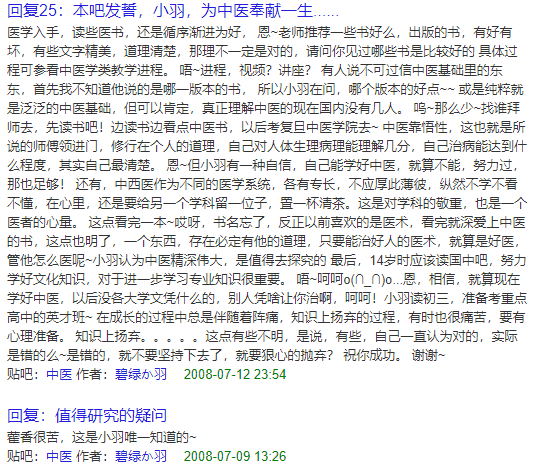 回复25：本吧发誓，小羽，为中医奉献一生......
医学入手，读些医书，还是循序渐进为好， 恩~老师推荐一些书好么，出版的书，有好有
坏，有些文字精美，道理清楚，那理不一定是对的，请问你见过哪些书是比较好的 具体过
程可参看中医学类教学进程。 唔~进程，视频？讲座？ 有人说不可过信中医基础里的东
东，首先我不知道他说的是哪一版本的书， 所以小羽在问，哪个版本的好点~~ 或是纯粹就
是泛泛的中医基础，但可以肯定，真正理解中医的现在国内没有几人。 呜~那么少~找谁拜
师去，先读书吧！边读书边看点中医书，以后考复旦中医学院去~ 中医靠悟性，这也就是所
说的师傅领进门，修行在个人的道理，自己对人体生理病理能理解几分，自己治病能达到什
么程度，其实自己最清楚。 恩~但小羽有一种自信，自己能学好中医，就算不能，努力过，
那也足够！ 还有，中西医作为不同的医学系统，各有专长，不应厚此薄彼，纵然不学不看
不懂，在心里，还是要给另一个学科留一位子，置一杯清茶。这是对学科的敬重，也是一个
医者的心量。 这点看完一本~哎呀，书名忘了，反正以前喜欢的是医术，看完就深爱上中医
的书，这点也明了，一个东西，存在必定有他的道理，只要能治好人的医术，就算是好医，
管他怎么医呢~小羽认为中医精深伟大，是值得去探究的 最后，14岁时应该读国中吧，努力
学好文化知识，对于进一步学习专业知识很重要。 唔~呵呵o(∩_∩)o...恩，相信，就算现在
学好中医，以后没各大学文凭什么的，别人凭啥让你治啊，呵呵！小羽读初三，准备考重点
高中的英才班~ 在成长的过程中总是伴随着阵痛，知识上扬弃的过程，有时也很痛苦，要有
心理准备。 知识上扬弃。。。。。这点有些不明，是说，有些，自己一直认为对的，实际
是错的么~是错的，就不要坚持下去了，就要狠心的抛弃？ 祝你成功。 谢谢~
贴吧：中医 作者：碧绿か羽 2008-07-12 23:54
回复：值得研究的疑问
藿香很苦，这是小羽唯一知道的~
贴吧：中医 作者：碧绿か羽 2008-07-09 13:26